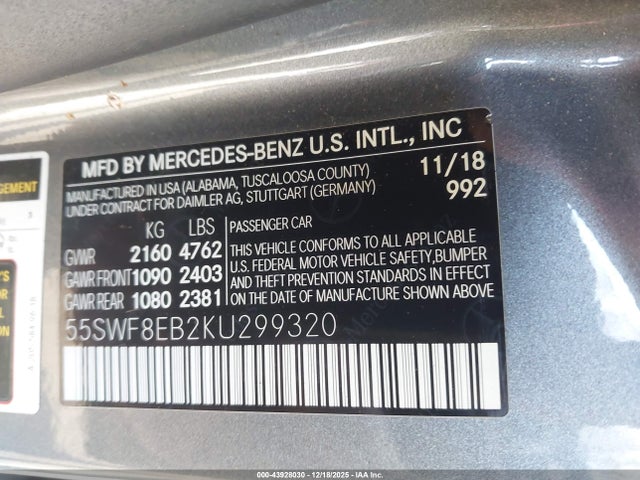 MFD BY MERCEDES-BENZ U.S. INTL., INC
MANUFACTURED IN USA (ALABAMA, TUSCALOOSA COUNTY)
UNDER CONTRACT FOR DAIMLER AG, STUTTGART (GERMANY)
11/18
992
KG LBS
GVWR 2160 4762
GAWR FRONT 1090 2403
GAWR REAR 1080 2381
PASSENGER CAR
THIS VEHICLE CONFORMS TO ALL APPLICABLE
U.S. FEDERAL MOTOR VEHICLE SAFETY,BUMPER
AND THEFT PREVENTION STANDARDS IN EFFECT
ON THE DATE OF MANUFACTURE SHOWN ABOVE.
55SWF8EB2KU299320
000-43928030 - 12/18/2025 - IAA Inc.